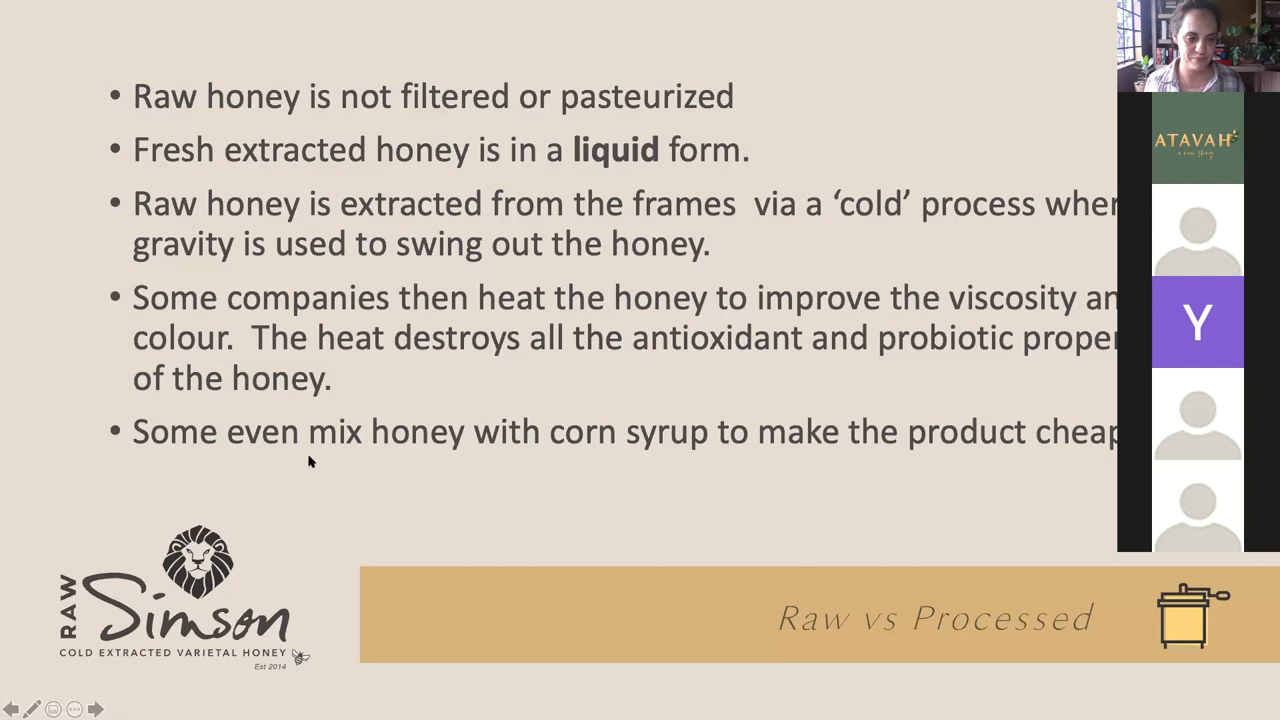 • Raw honey is not filtered or pasteurized
• Fresh extracted honey is in a liquid form.
• Raw honey is extracted from the frames via a ‘cold’ process
gravity is used to swing out the honey.
• Some companies then heat the honey to improve the viscosity
colour. The heat destroys all the antioxidant and probiotic
of the honey.
• Some even mix honey with corn syrup to make the product
ATAVAH
a new thing
Y
RAW
Simson
COLD EXTRACTED VARIETAL HONEY
Est 2014
Raw vs Processed